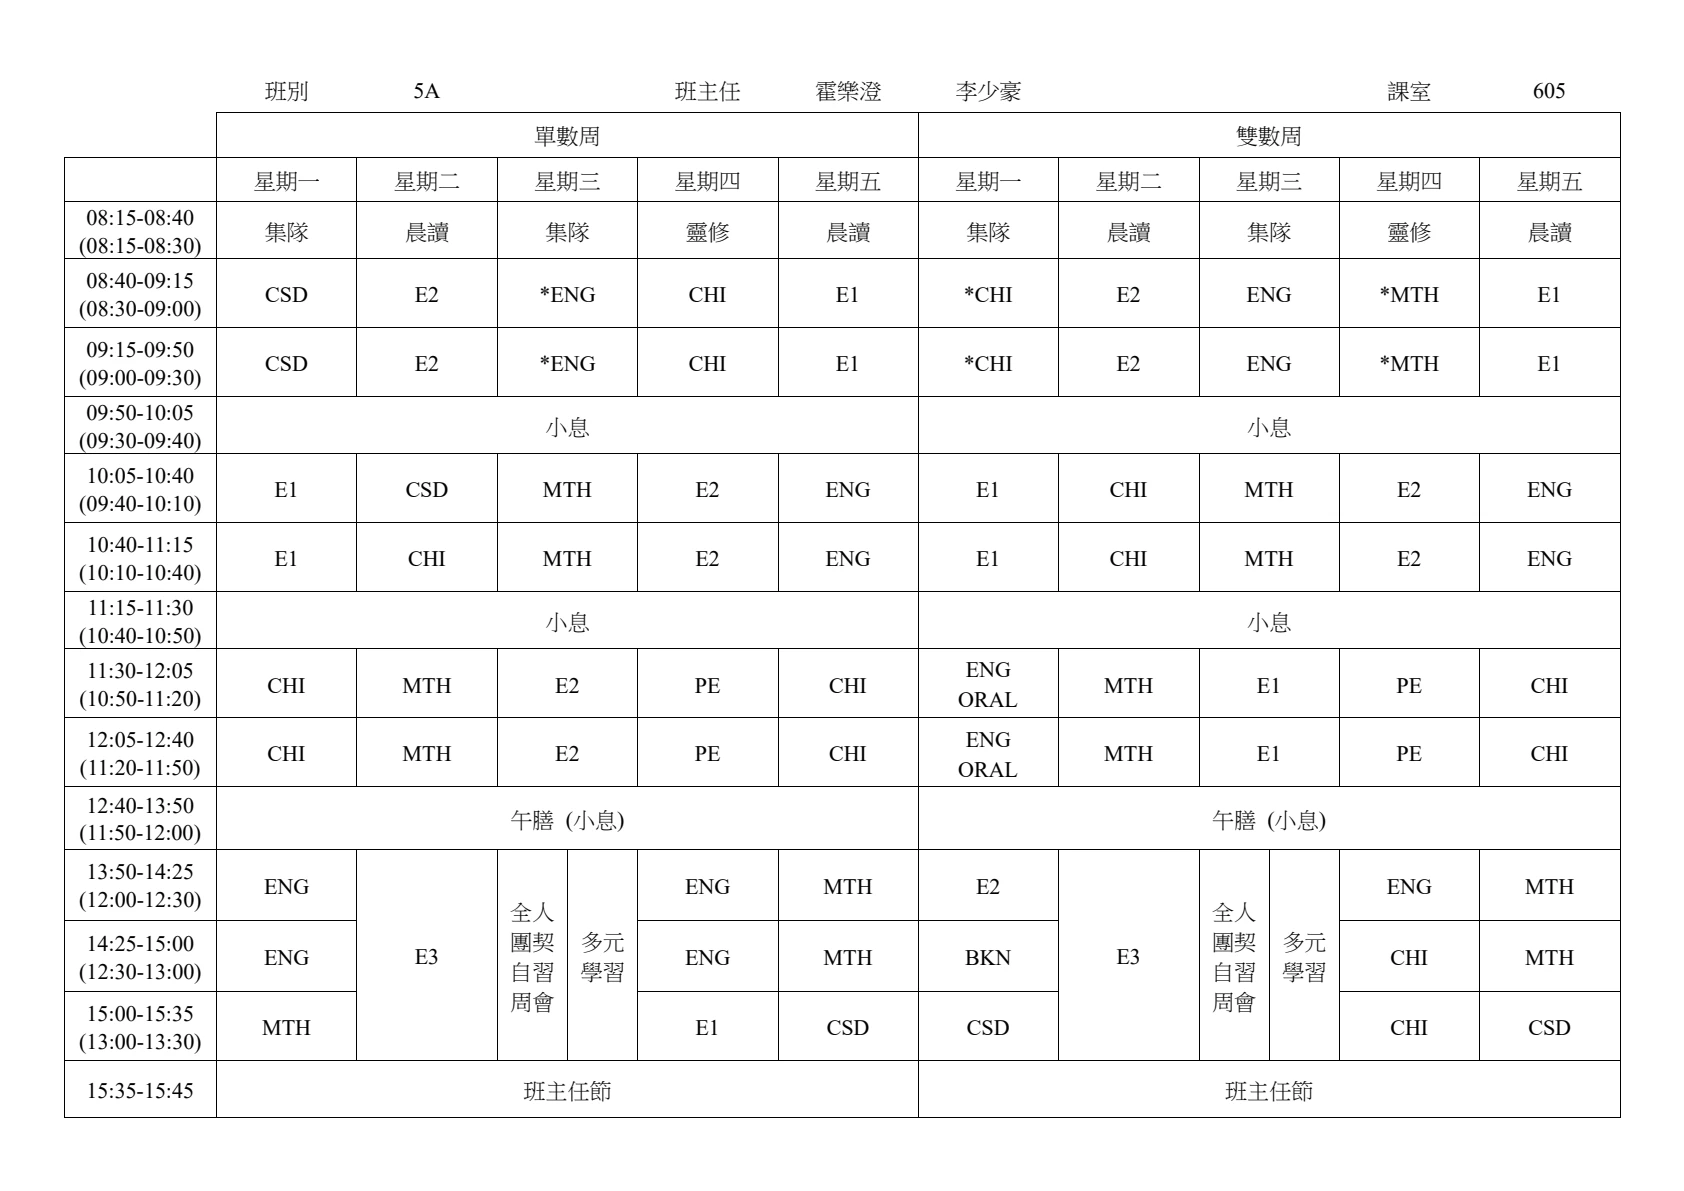 班別 5A 班主任 霍樂澄 李少豪 課室 605
單數周 雙數周
星期一 星期二 星期三 星期四 星期五 星期一 星期二 星期三 星期四 星期五
08:15-08:40
(08:15-08:30)
集隊 晨讀 集隊 靈修 晨讀 集隊 晨讀 集隊 靈修 晨讀
08:40-09:15
(08:30-09:00)
CSD E2 *ENG CHI E1 *CHI E2 ENG *MTH E1
09:15-09:50
(09:00-09:30)
CSD E2 *ENG CHI E1 *CHI E2 ENG *MTH E1
09:50-10:05
(09:30-09:40)
小息 小息
10:05-10:40
(09:40-10:10)
E1 CSD MTH E2 ENG E1 CHI MTH E2 ENG
10:40-11:15
(10:10-10:40)
E1 CHI MTH E2 ENG E1 CHI MTH E2 ENG
11:15-11:30
(10:40-10:50)
小息 小息
11:30-12:05
(10:50-11:20)
CHI MTH E2 PE CHI ENG ORAL MTH E1 PE CHI
12:05-12:40
(11:20-11:50)
CHI MTH E2 PE CHI ENG ORAL MTH E1 PE CHI
12:40-13:50
(11:50-12:00)
午膳 (小息) 午膳 (小息)
13:50-14:25
(12:00-12:30)
ENG ENG MTH E2 ENG MTH
14:25-15:00
(12:30-13:00)
ENG E3 全人團契自習周會 多元學習 ENG MTH BKN E3 全人團契自習周會 多元學習 CHI MTH
15:00-15:35
(13:00-13:30)
MTH E1 CSD CSD CHI CSD
15:35-15:45 班主任節 班主任節